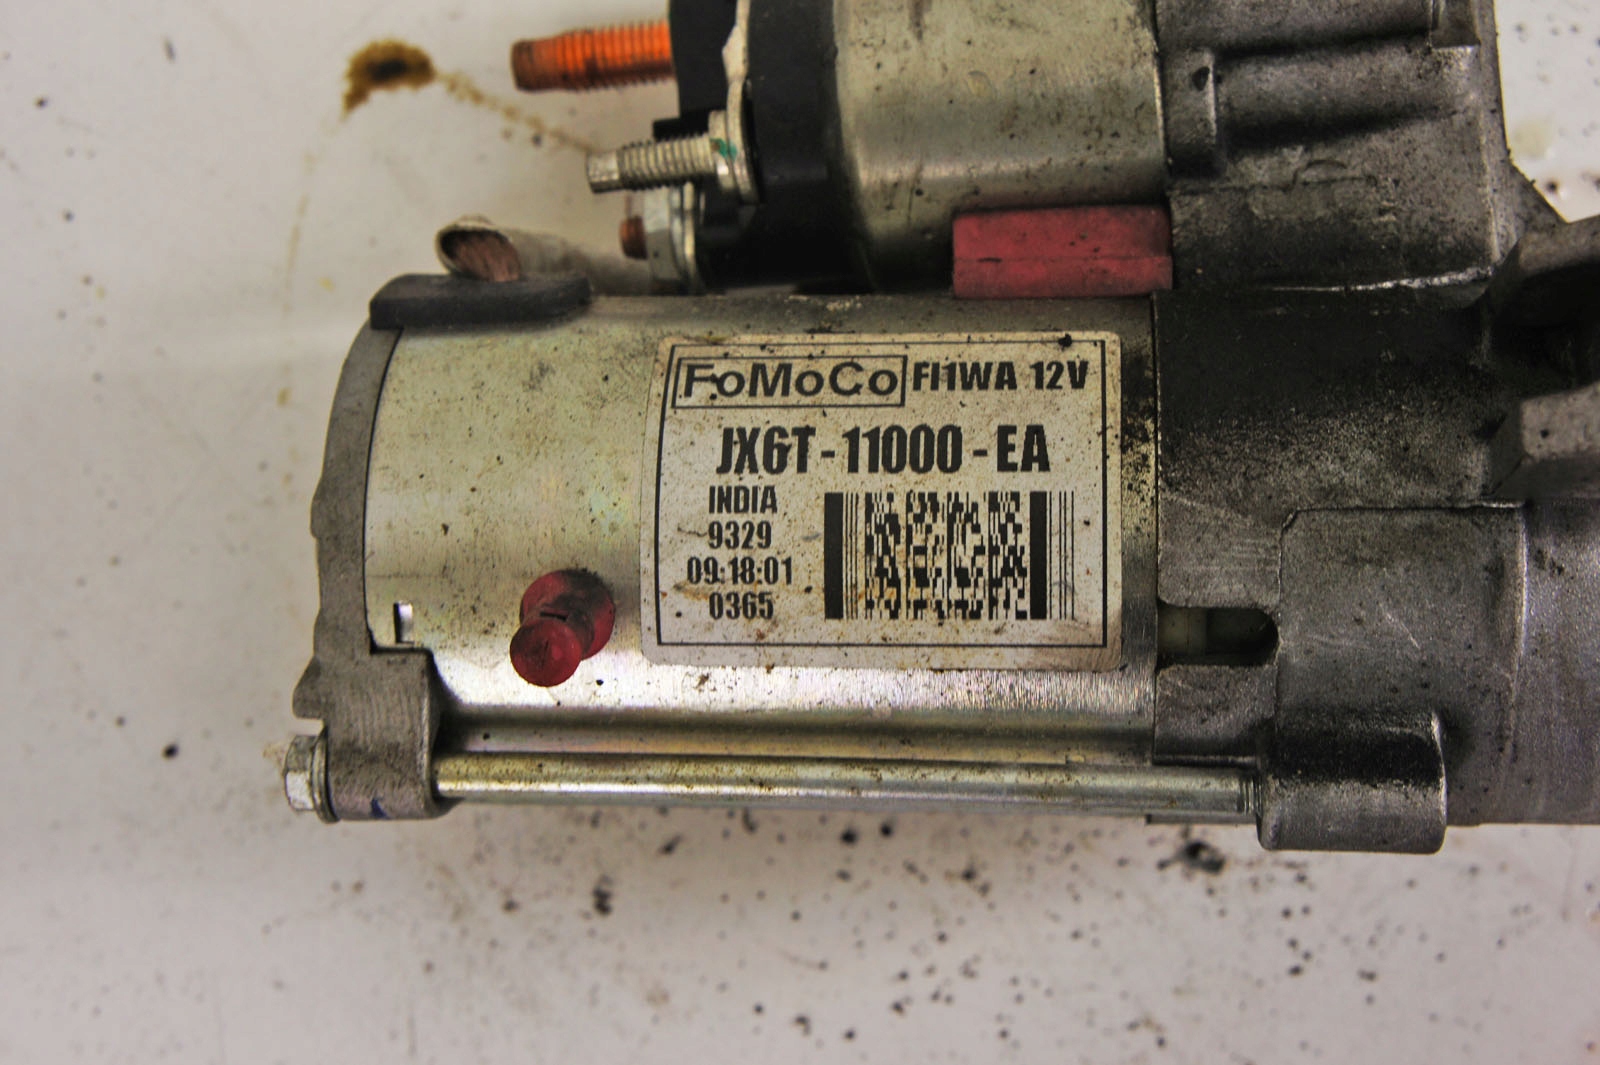 FoMoCo FI1WA 12V
JX6T-11000-EA
INDIA
9329
09:18:01
0365